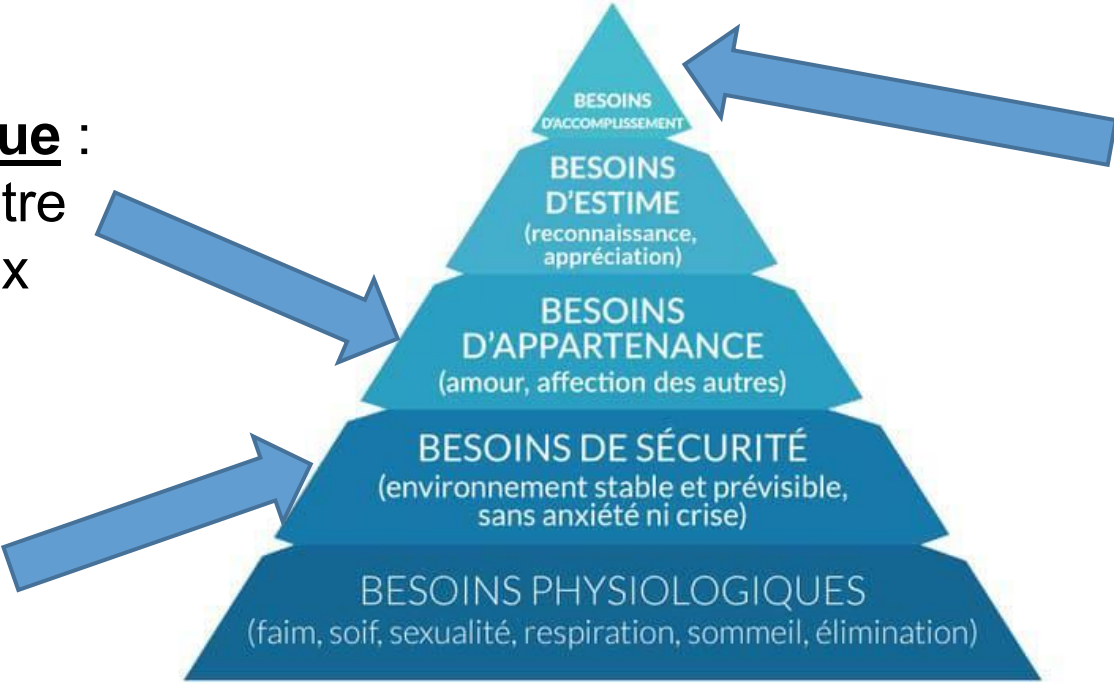 ue :
tre
x
BESOINS
D'ACCOMPLISSEMENT
BESOINS
D'ESTIME
(reconnaissance,
appréciation)
BESOINS
D'APPARTENANCE
(amour, affection des autres)
BESOINS DE SÉCURITÉ
(environnement stable et prévisible,
sans anxiété ni crise)
BESOINS PHYSIOLOGIQUES
(faim, soif, sexualité, respiration, sommeil, élimination)